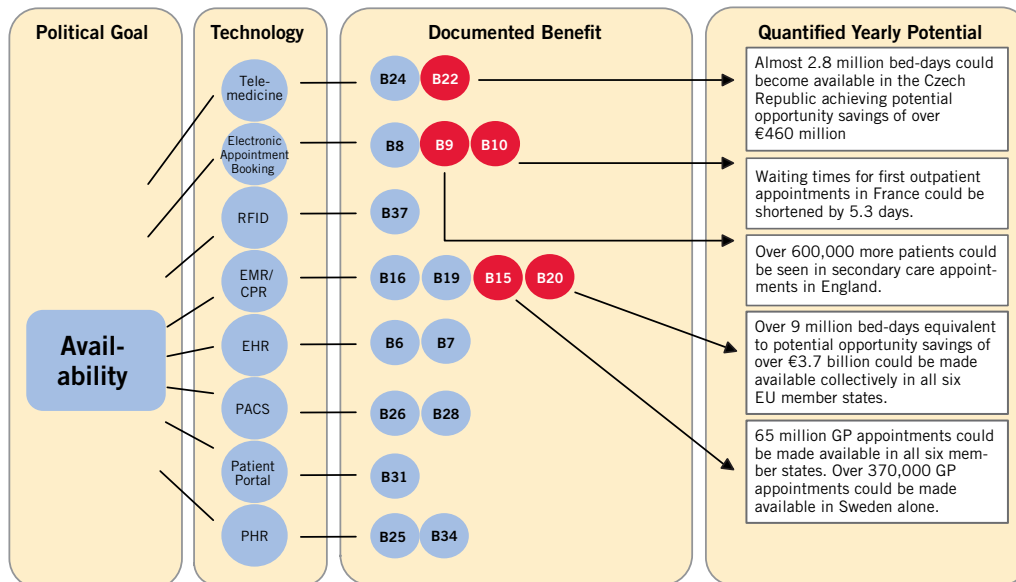 Political Goal
Technology
Documented Benefit
Quantified Yearly Potential
Avail-
ability
Tele-
medicine
B24
B22
Almost 2.8 million bed-days could
become available in the Czech
Republic achieving potential
opportunity savings of over
€460 million
Electronic
Appointment
Booking
B8
B9
B10
Waiting times for first outpatient
appointments in France could be
shortened by 5.3 days.
RFID
B37
Over 600,000 more patients could
be seen in secondary care appoint-
ments in England.
EMR/
CPR
B16
B19
B15
B20
Over 9 million bed-days equivalent
to potential opportunity savings of
over €3.7 billion could be made
available collectively in all six
EU member states.
EHR
B6
B7
PACS
B26
B28
65 million GP appointments could
be made available in all six mem-
ber states. Over 370,000 GP
appointments could be made
available in Sweden alone.
Patient
Portal
B31
PHR
B25
B34